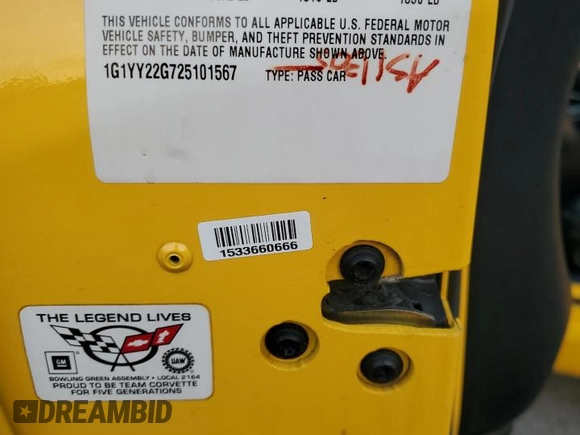 THIS VEHICLE CONFORMS TO ALL APPLICABLE U.S. FEDERAL MOTOR
VEHICLE SAFETY, BUMPER, AND THEFT PREVENTION STANDARDS IN
EFFECT ON THE DATE OF MANUFACTURE SHOWN ABOVE.
1G1YY22G725101567 TYPE: PASS CAR
1533660666
THE LEGEND LIVES
GM
UAW
BOWLING GREEN ASSEMBLY • LOCAL 2164
PROUD TO BE TEAM CORVETTE
FOR FIVE GENERATIONS
DREAMBID